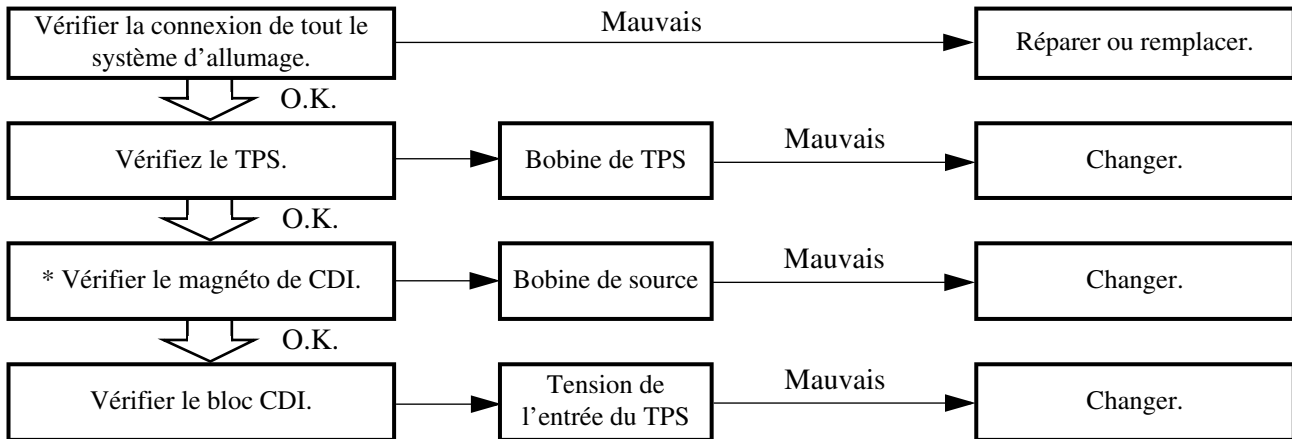 Vérifier la connexion de tout le
système d'allumage.
Mauvais
Réparer ou remplacer.
O.K.
Vérifiez le TPS.
Bobine de TPS
Mauvais
Changer.
O.K.
* Vérifier le magnéto de CDI.
Bobine de source
Mauvais
Changer.
O.K.
Vérifier le bloc CDI.
Tension de
l'entrée du TPS
Mauvais
Changer.